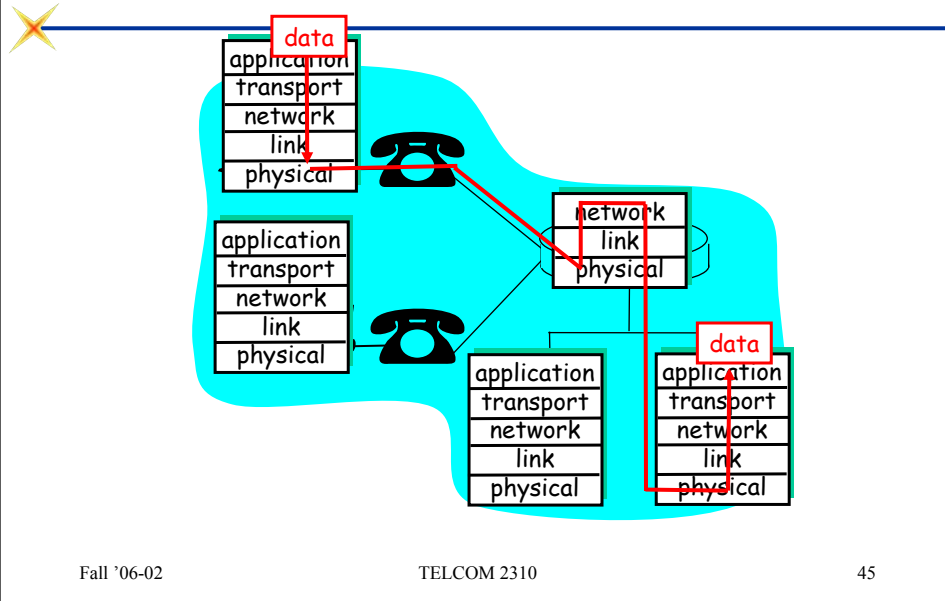 data
application
transport
network
link
physical
application
transport
network
link
physical
network
link
physical
application
transport
network
link
physical
data
application
transport
network
link
physical
Fall ’06-02
TELCOM 2310
45